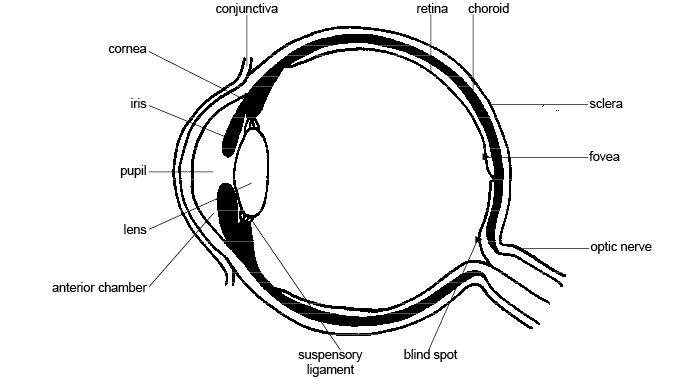 conjunctiva
retina
choroid
cornea
iris
sclera
pupil
fovea
lens
optic nerve
anterior chamber
suspensory
ligament
blind spot